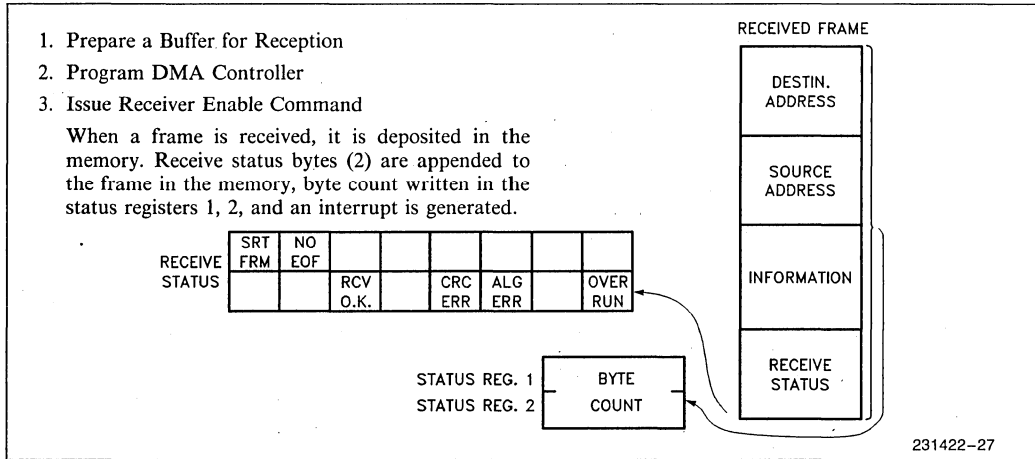 1. Prepare a Buffer for Reception
2. Program DMA Controller
3. Issue Receiver Enable Command
When a frame is received, it is deposited in the
memory. Receive status bytes (2) are appended to
the frame in the memory, byte count written in the
status registers 1, 2, and an interrupt is generated.
RECEIVE
STATUS
SRT
FRM
NO
EOF
RCV
O.K.
CRC
ERR
ALG
ERR
OVER
RUN
STATUS REG. 1
STATUS REG. 2
BYTE
COUNT
RECEIVED FRAME
DESTIN.
ADDRESS
SOURCE
ADDRESS
INFORMATION
RECEIVE
STATUS
231422–27